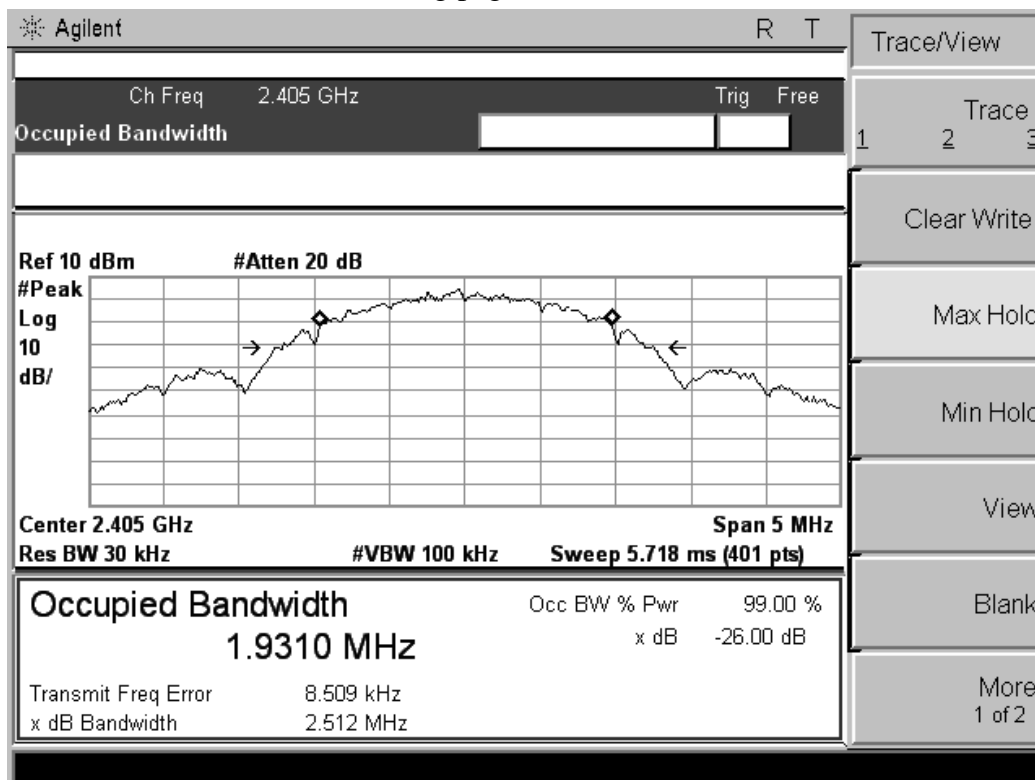 Agilent R T
Trace/View
Ch Freq 2.405 GHz Trig Free
Occupied Bandwidth
Trace
1 2 3
Clear Write
Max Hold
Min Hold
View
Blank
More
1 of 2
Ref 10 dBm #Atten 20 dB
#Peak
Log
10
dB/
Center 2.405 GHz Span 5 MHz
Res BW 30 kHz #VBW 100 kHz Sweep 5.718 ms (401 pts)
Occupied Bandwidth Occ BW % Pwr 99.00 %
1.9310 MHz x dB -26.00 dB
Transmit Freq Error 8.509 kHz
x dB Bandwidth 2.512 MHz